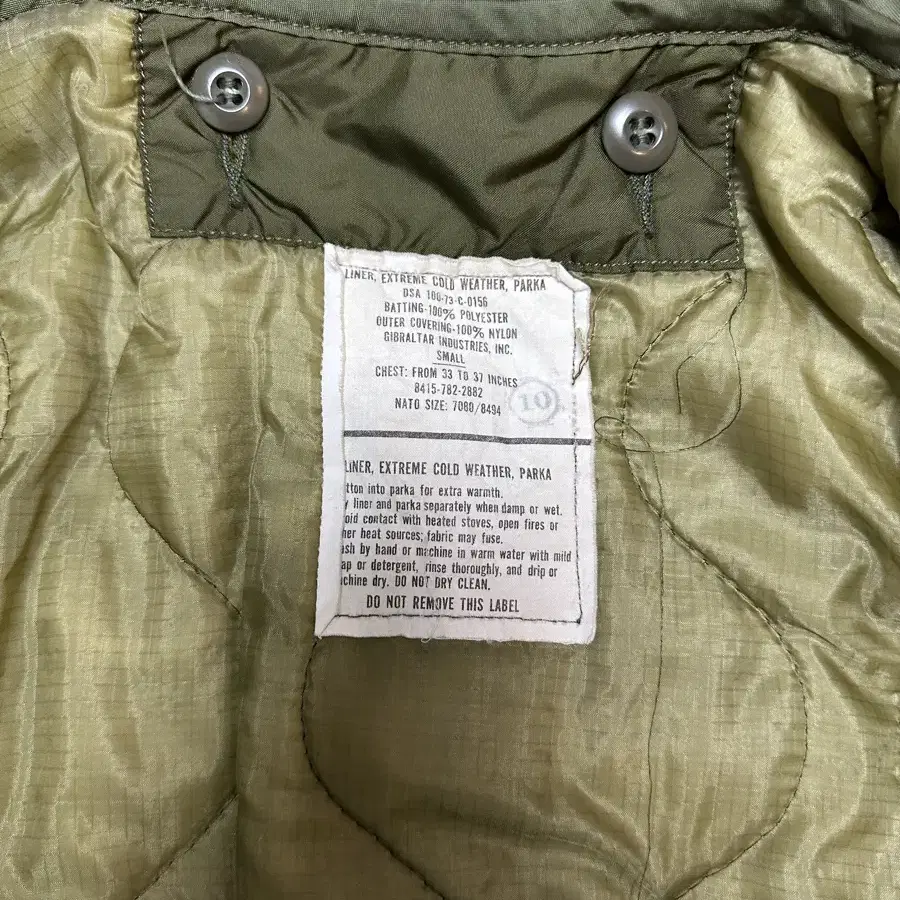 LINER, EXTREME COLD WEATHER, PARKA
DSA 100-73-C-0156
BATTING-100% POLYESTER
OUTER COVERING-100% NYLON
GIBRALTAR INDUSTRIES, INC.
SMALL
CHEST: FROM 33 TO 37 INCHES
8415-782-2882
NATO SIZE: 7080/8494
10
LINER, EXTREME COLD WEATHER, PARKA
tton into parka for extra warmth.
y liner and parka separately when damp or wet.
oid contact with heated stoves, open fires or
her heat sources; fabric may fuse.
ash by hand or machine in warm water with mild
ap or detergent, rinse thoroughly, and drip or
chine dry. DO NOT DRY CLEAN.
DO NOT REMOVE THIS LABEL